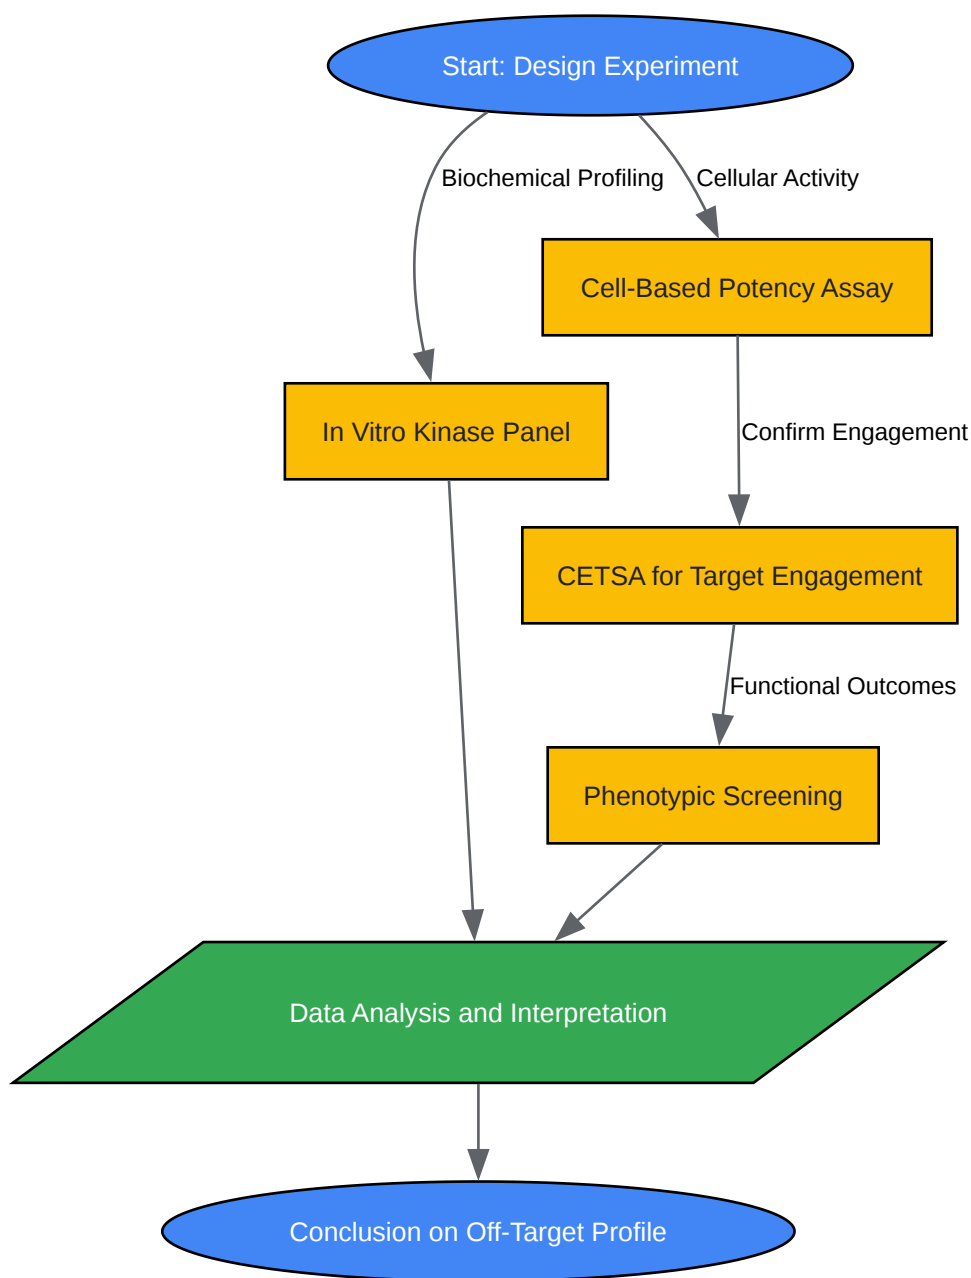 Start: Design Experiment
Biochemical Profiling
Cellular Activity
Cell-Based Potency Assay
In Vitro Kinase Panel
Confirm Engagement
CETSA for Target Engagement
Functional Outcomes
Phenotypic Screening
Data Analysis and Interpretation
Conclusion on Off-Target Profile